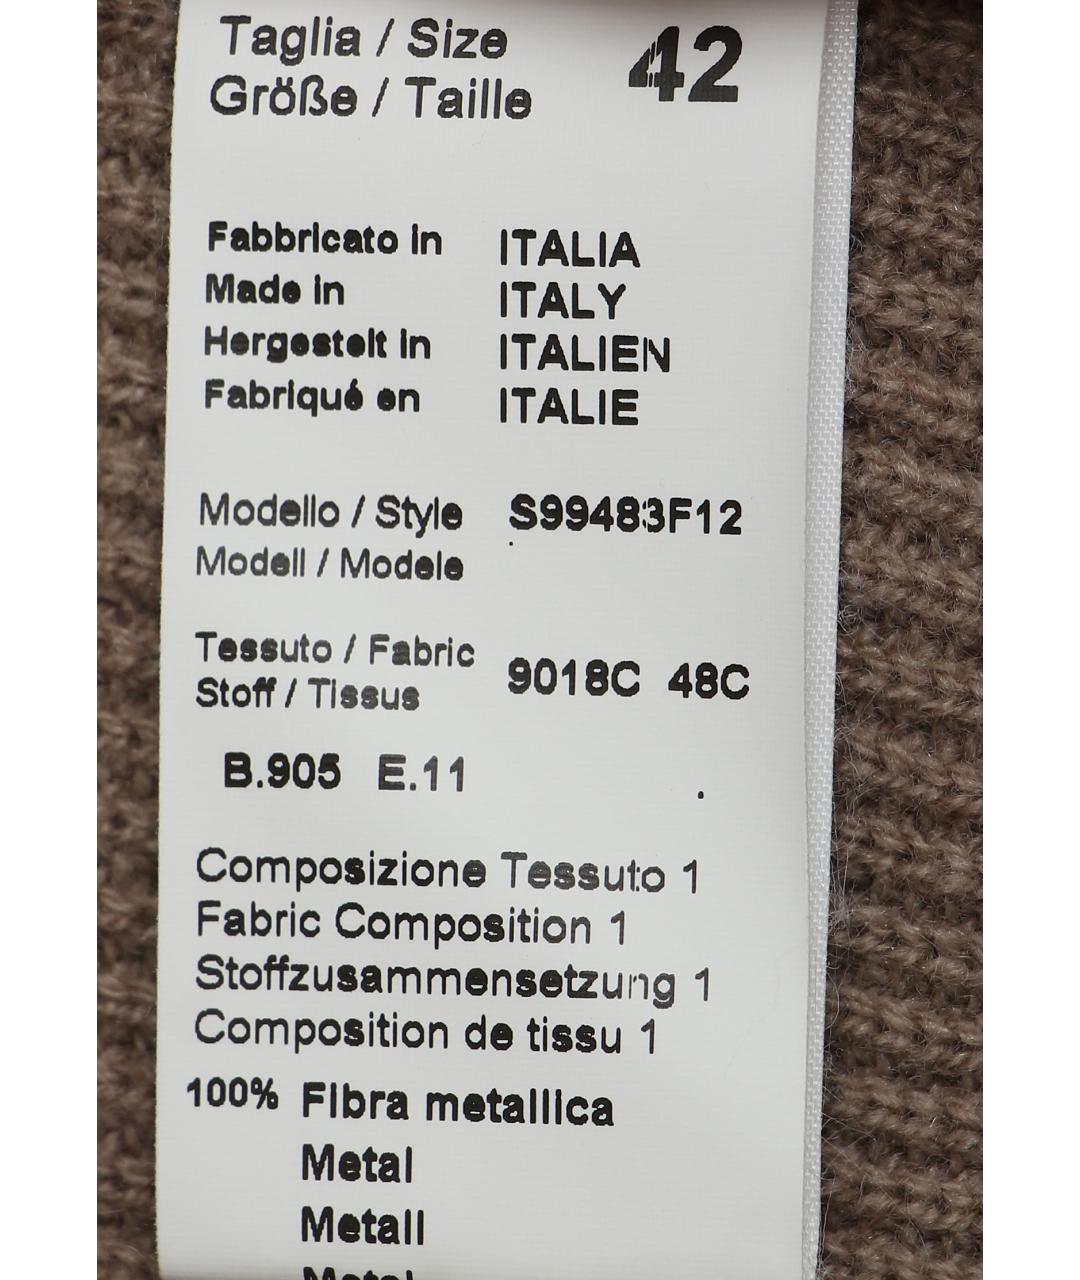 Taglia / Size 42
Größe / Taille
Fabbricato in ITALIA
Made in ITALY
Hergestelt in ITALIEN
Fabriqué en ITALIE
Modello / Style S99483F12
Modell / Modele
Tessuto / Fabric 9018C 48C
Stoff / Tissus
B.905 E.11
Composizione Tessuto 1
Fabric Composition 1
Stoffzusammensetzung 1
Composition de tissu 1
100% Fibra metallica
Metal
Metall
Metal